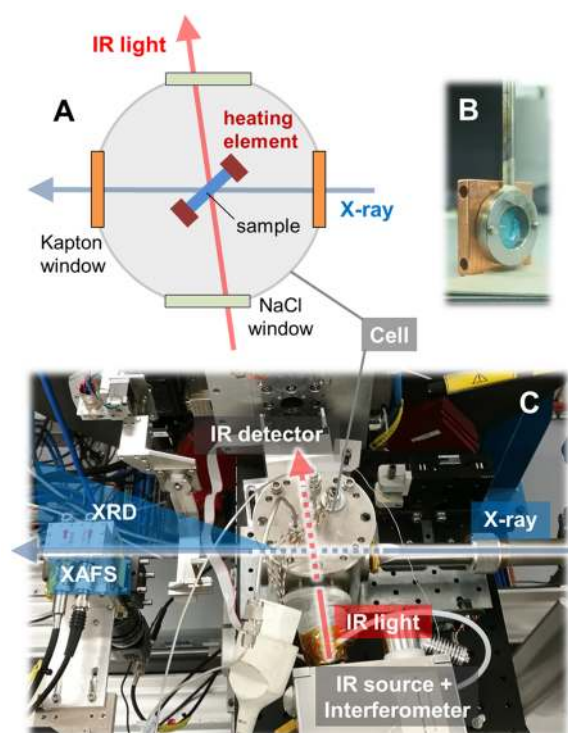 IR light
A
heating
element
B
sample
X-ray
Kapton
window
NaCl
window
Cell
C
IR detector
XRD
X-ray
XAFS
IR light
IR source +
Interferometer